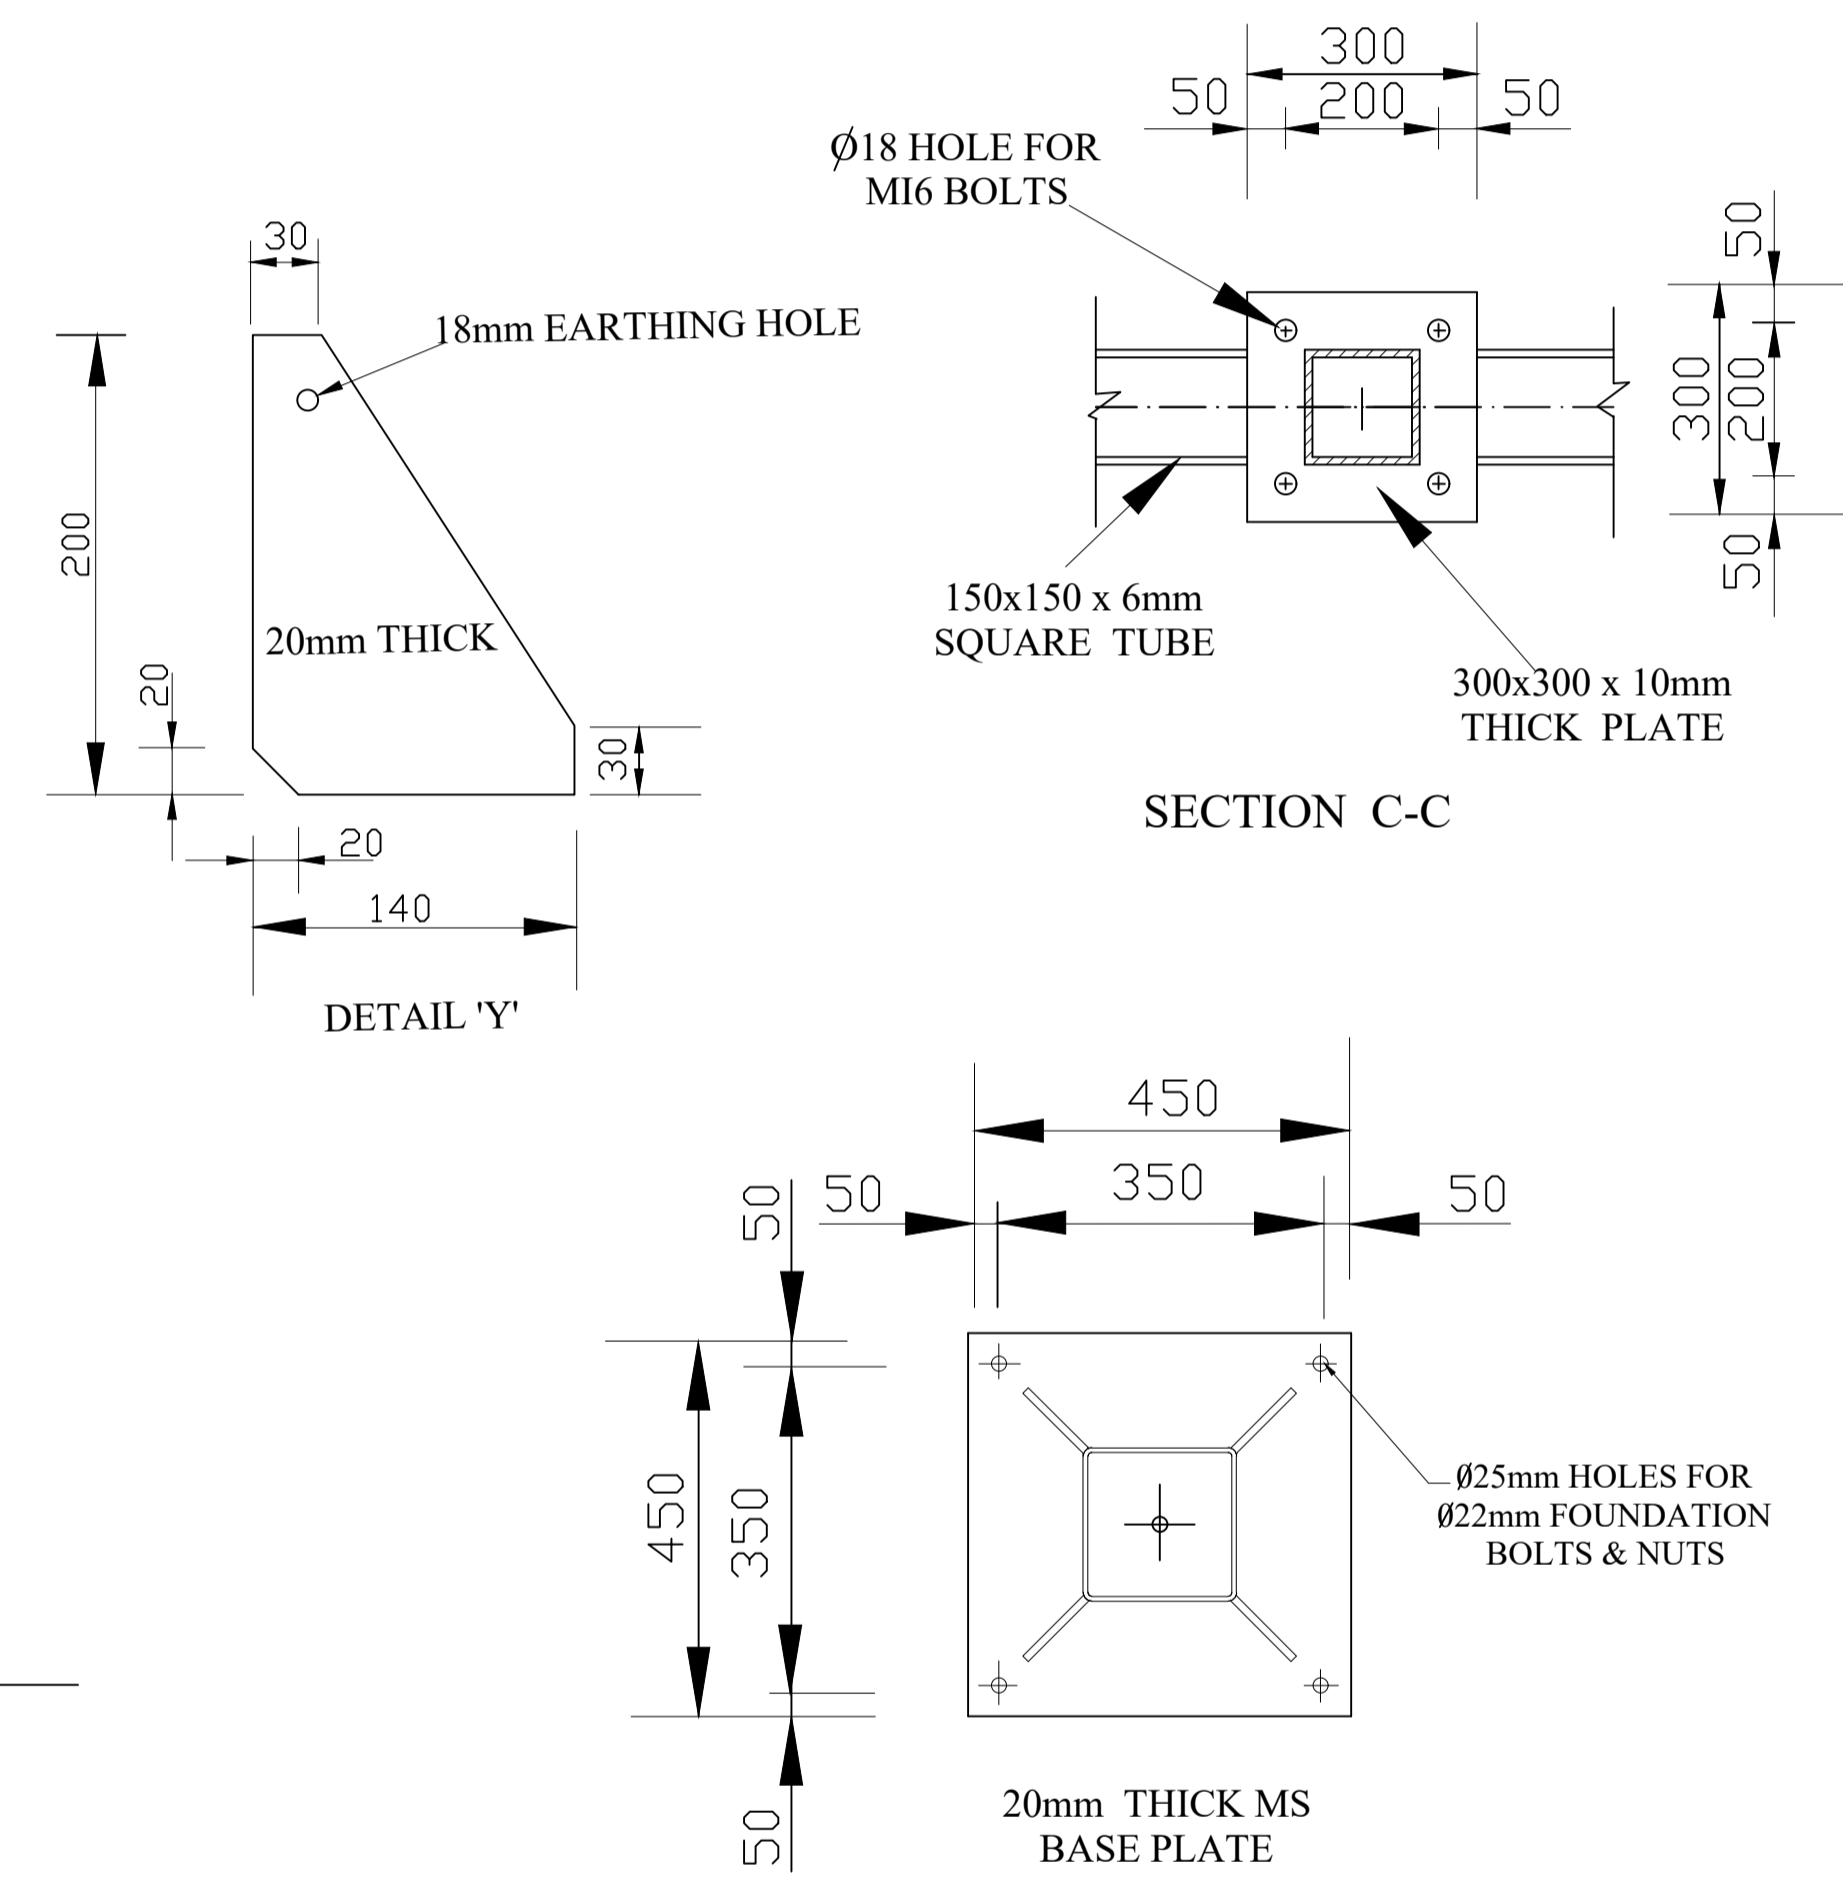 30
18mm EARTHING HOLE
200
20mm THICK
20
30
20
140
DETAIL 'Y'
300
50 200 50
Ø18 HOLE FOR
MI6 BOLTS
50
300
200
50
150x150 x 6mm
SQUARE TUBE
300x300 x 10mm
THICK PLATE
SECTION C-C
450
50 350 50
50
450
350
50
Ø25mm HOLES FOR
Ø22mm FOUNDATION
BOLTS & NUTS
20mm THICK MS
BASE PLATE